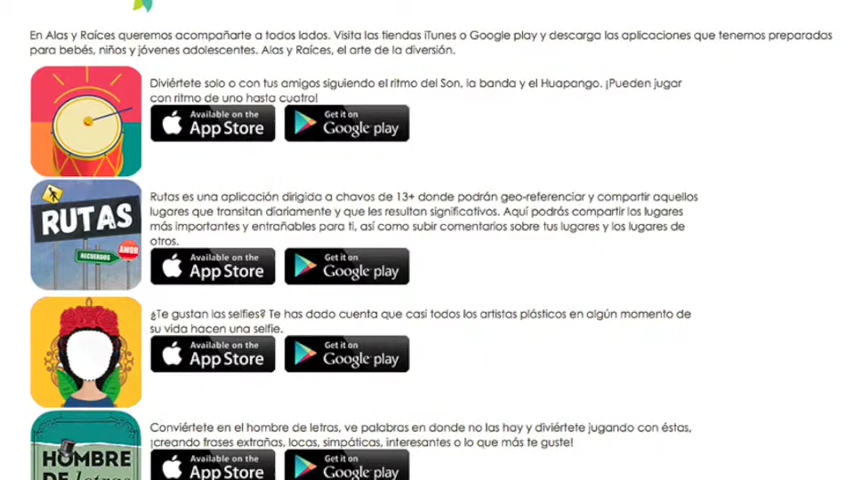 En Alas y Raíces queremos acompañarte a todos lados. Visita las tiendas iTunes o Google play y descarga las aplicaciones que tenemos preparadas
para bebés, niños y jóvenes adolescentes. Alas y Raíces, el arte de la diversión.
Diviértete solo o con tus amigos siguiendo el ritmo del Son, la banda y el Huapango. ¡Pueden jugar
con ritmo de uno hasta cuatro!
Available on the
App Store
Get it on
Google play
RUTAS
RECUERDOS
AMOR
Rutas es una aplicación dirigida a chavos de 13+ donde podrán geo-referenciar y compartir aquellos
lugares que transitan diariamente y que les resultan significativos. Aquí podrás compartir los lugares
más importantes y entrañables para ti, así como subir comentarios sobre tus lugares y los lugares de
otros.
Available on the
App Store
Get it on
Google play
¿Te gustan las selfies? Te has dado cuenta que casi todos los artistas plásticos en algún momento de
su vida hacen una selfie.
Available on the
App Store
Get it on
Google play
HOMBRE
DE letras
Conviértete en el hombre de letras, ve palabras en donde no las hay y diviértete jugando con éstas,
¡creando frases extrañas, locas, simpáticas, interesantes o lo que más te guste!
Available on the
App Store
Get it on
Google play